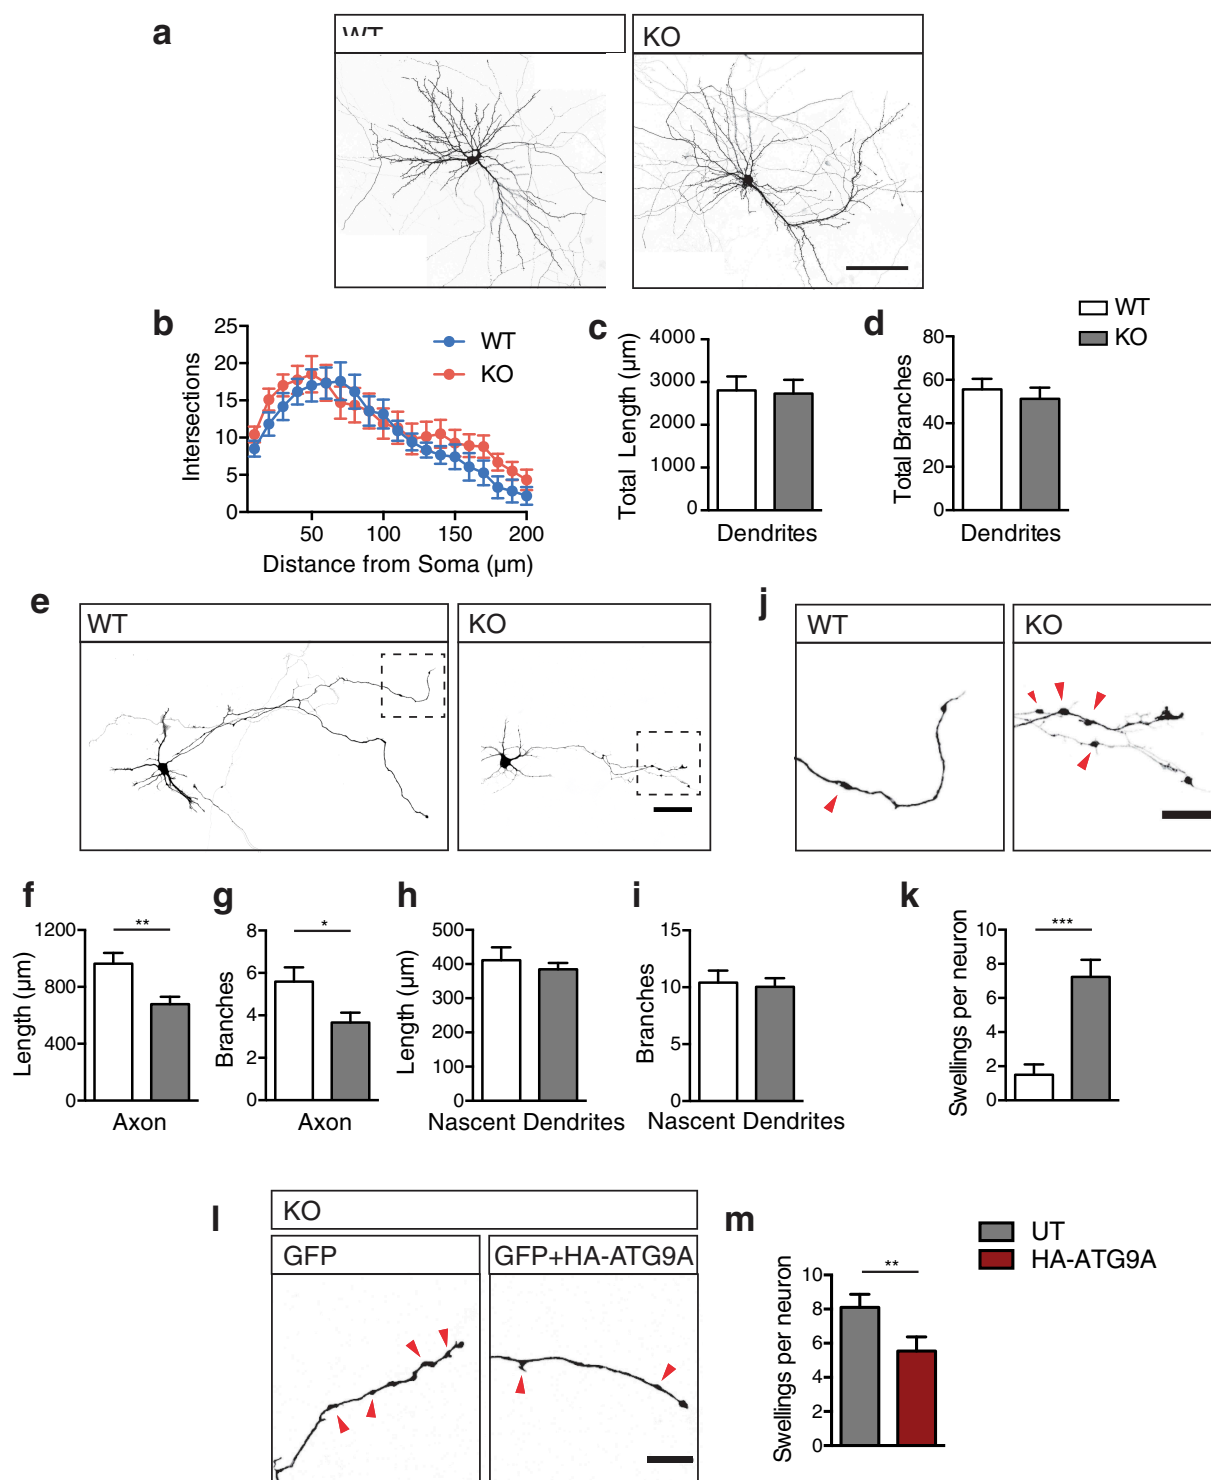 a
WT
KO
b
25
20
15
10
5
0
Intersections
WT
KO
50
100
150
200
Distance from Soma (µm)
c
4000
3000
2000
1000
0
Total Length (µm)
Dendrites
d
80
60
40
20
0
Total Branches
Dendrites
WT
KO
e
WT
KO
j
WT
KO
f
1200
800
400
0
Length (µm)
**
Axon
g
8
6
4
2
0
Branches
*
Axon
h
500
400
300
200
100
0
Length (µm)
Nascent Dendrites
i
15
10
5
0
Branches
Nascent Dendrites
k
10
8
6
4
2
0
Swellings per neuron
***
l
KO
GFP
GFP+HA-ATG9A
m
10
8
6
4
2
0
Swellings per neuron
**
UT
HA-ATG9A